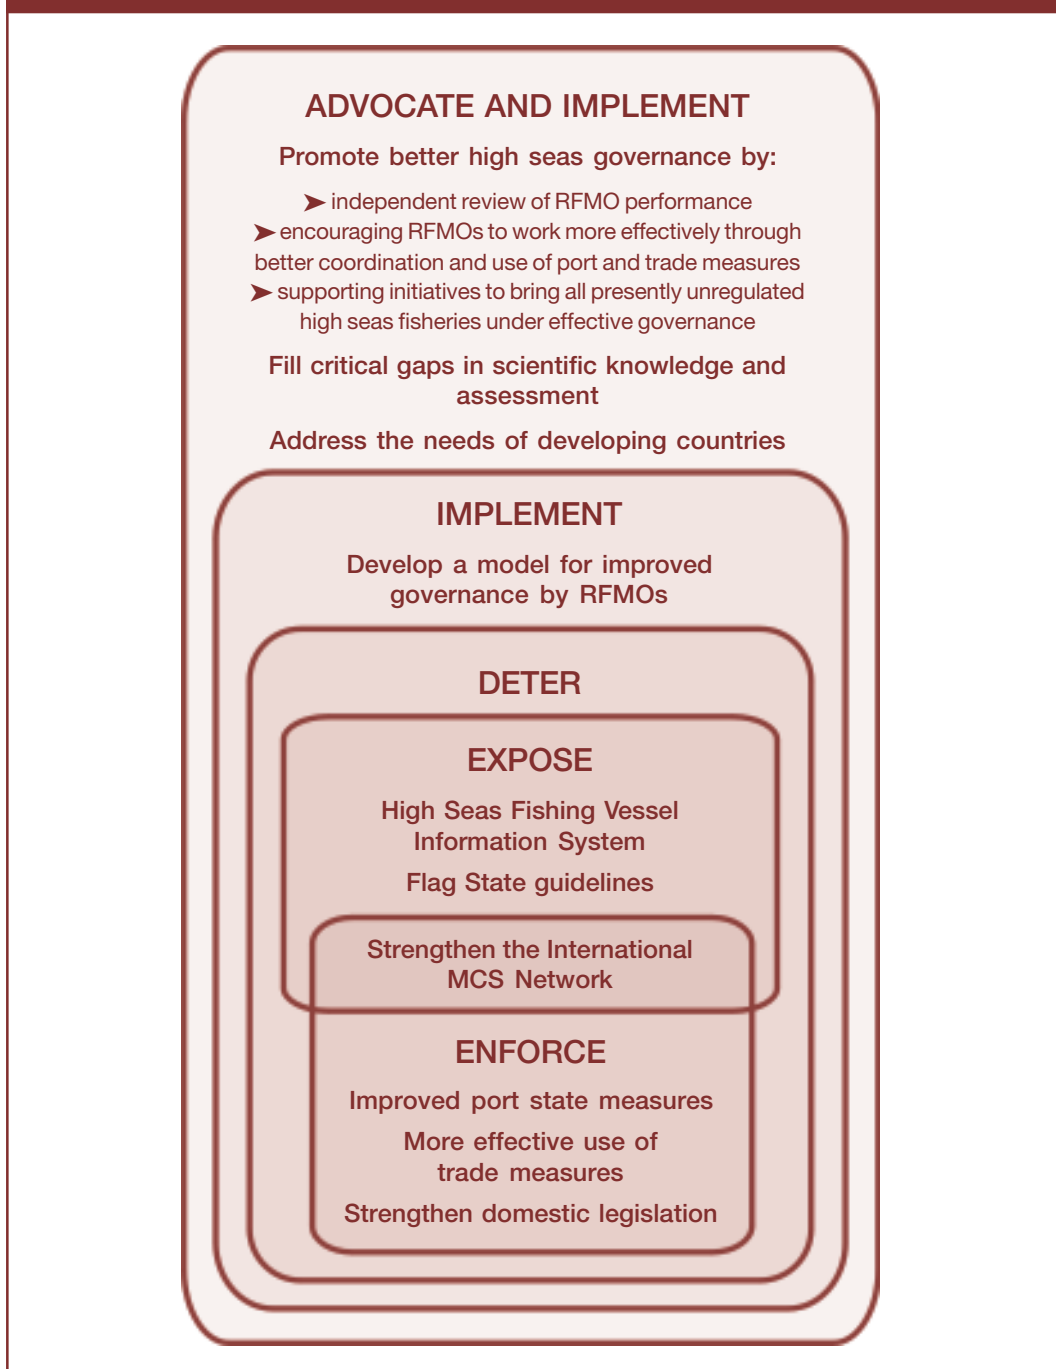 ADVOCATE AND IMPLEMENT
Promote better high seas governance by:
➤ independent review of RFMO performance
➤ encouraging RFMOs to work more effectively through
better coordination and use of port and trade measures
➤ supporting initiatives to bring all presently unregulated
high seas fisheries under effective governance
Fill critical gaps in scientific knowledge and
assessment
Address the needs of developing countries
IMPLEMENT
Develop a model for improved
governance by RFMOs
DETER
EXPOSE
High Seas Fishing Vessel
Information System
Flag State guidelines
Strengthen the International
MCS Network
ENFORCE
Improved port state measures
More effective use of
trade measures
Strengthen domestic legislation